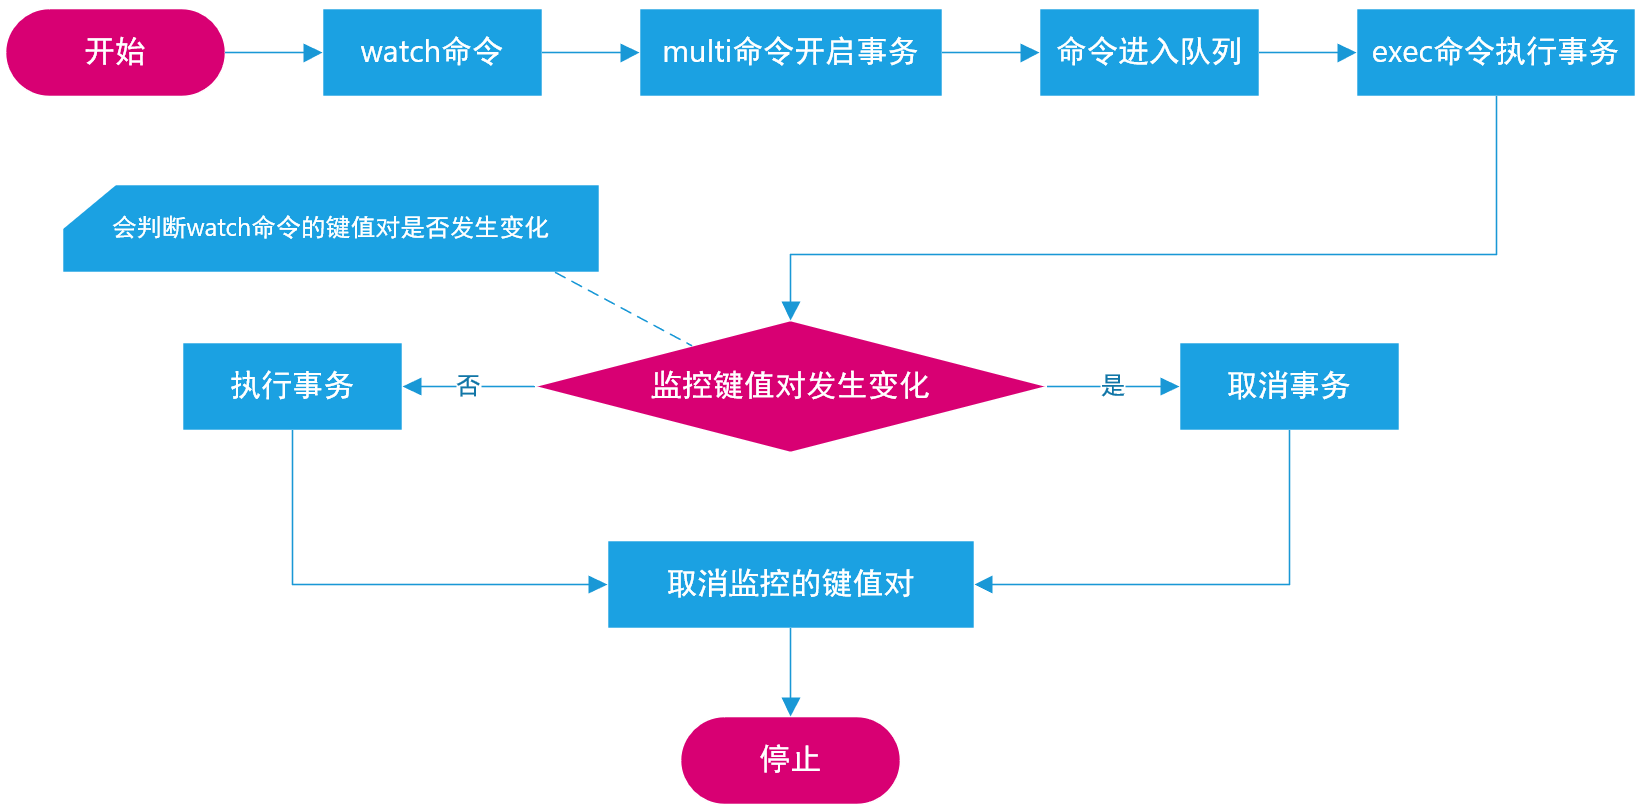 开始
watch命令
multi命令开启事务
命令进入队列
exec命令执行事务
会判断watch命令的键值对是否发生变化
执行事务
否
监控键值对发生变化
是
取消事务
取消监控的键值对
停止